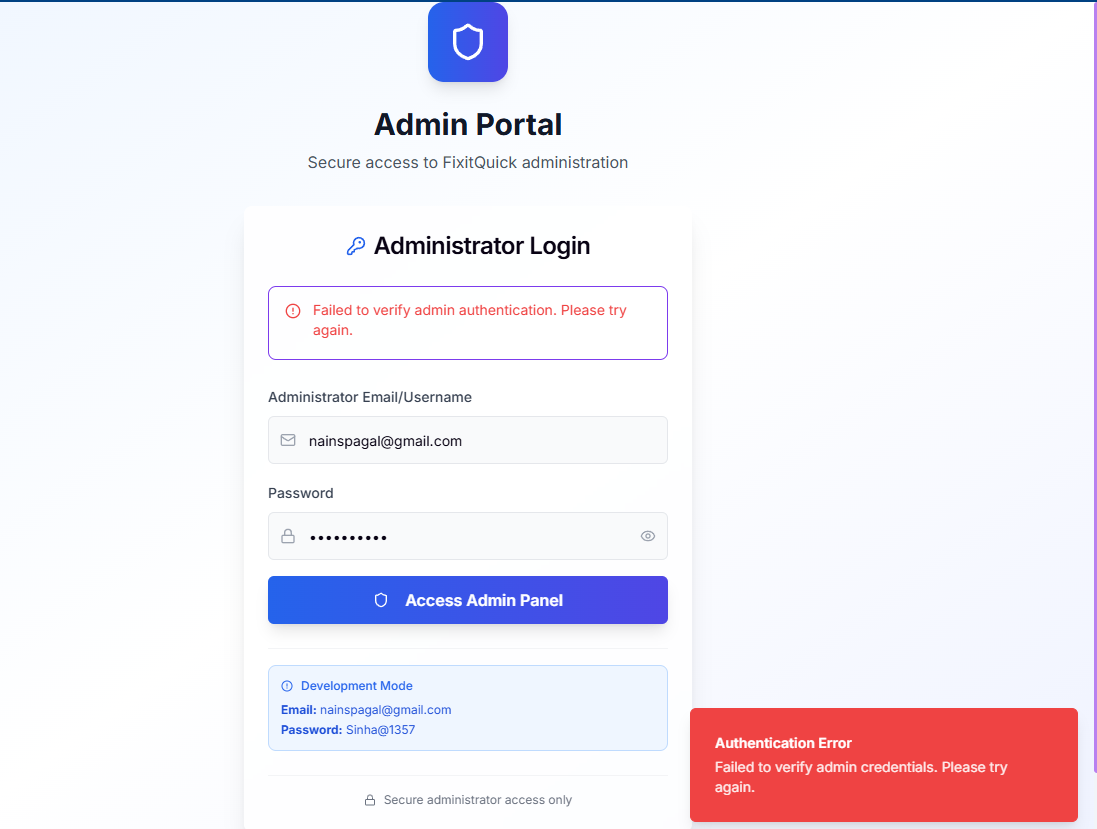 Admin Portal
Secure access to FixitQuick administration
Administrator Login
Failed to verify admin authentication. Please try
again.
Administrator Email/Username
nainspagal@gmail.com
Password
••••••••••
Access Admin Panel
Development Mode
Email: nainspagal@gmail.com
Password: Sinha@1357
Secure administrator access only
Authentication Error
Failed to verify admin credentials. Please try
again.